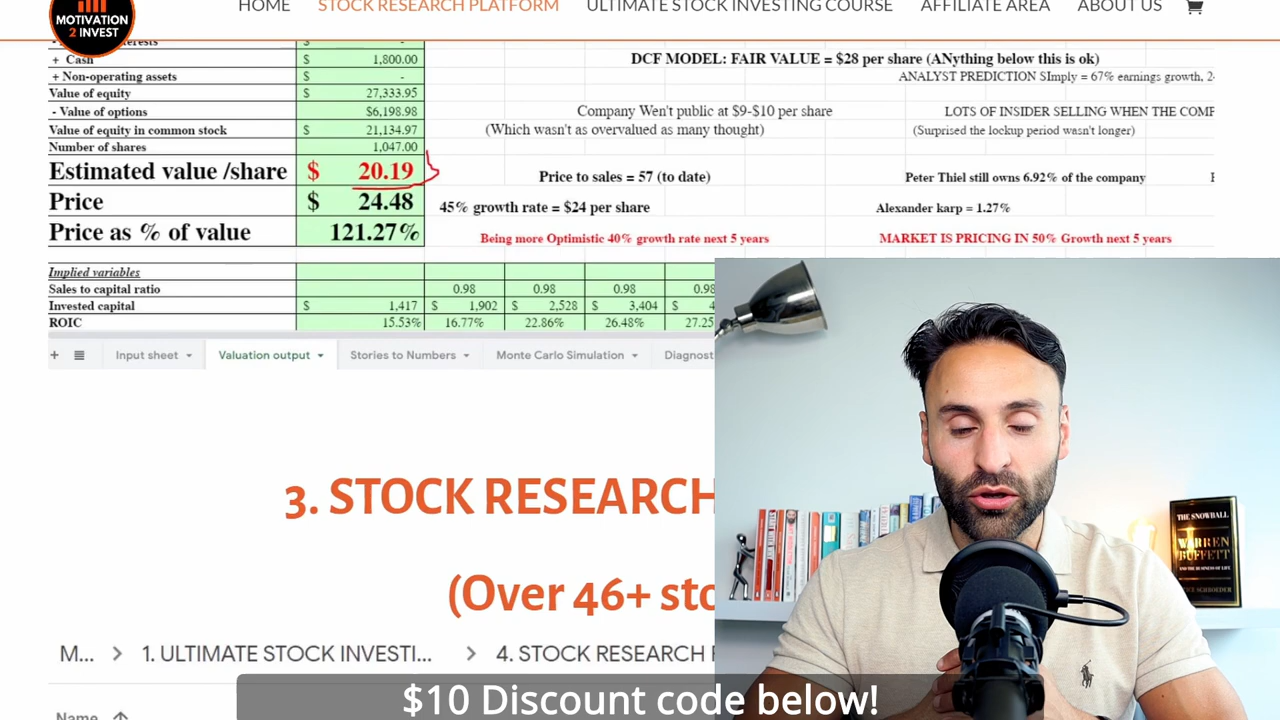 MOTIVATION
2 INVEST
HOME STOCK RESEARCH PLATFORM ULTIMATE STOCK INVESTING COURSE AFFILIATE AREA ABOUT US
$ -
+ Cash $ 1,800.00 DCF MODEL: FAIR VALUE = $28 per share (ANything below this is ok)
+ Non-operating assets $ - ANALYST PREDICTION SImply = 67% earnings growth, 2
Value of equity $ 27,333.95
- Value of options $6,198.98 Company Wen't public at $9-$10 per share LOTS OF INSIDER SELLING WHEN THE COMP
Value of equity in common stock $ 21,134.97 (Which wasn't as overvalued as many thought) (Surprised the lockup period wasn't longer)
Number of shares 1,047.00
Estimated value /share $ 20.19 Price to sales = 57 (to date) Peter Thiel still owns 6.92% of the company
Price $ 24.48 45% growth rate = $24 per share Alexander karp = 1.27%
Price as % of value 121.27% Being more Optimistic 40% growth rate next 5 years MARKET IS PRICING IN 50% Growth next 5 years
Implied variables
Sales to capital ratio 0.98 0.98 0.98 0.98
Invested capital $ 1,417 $ 1,902 $ 2,528 $ 3,404 $ 4
ROIC 15.53% 16.77% 22.86% 26.48% 27.25
+ Input sheet Valuation output Stories to Numbers Monte Carlo Simulation Diagnost
3. STOCK RESEARCH
(Over 46+ sto
M... > 1. ULTIMATE STOCK INVESTI... > 4. STOCK RESEARCH
Name
$10 Discount code below!
THE SNOWBALL
WARREN
BUFFETT
AND THE BUSINESS OF LIFE